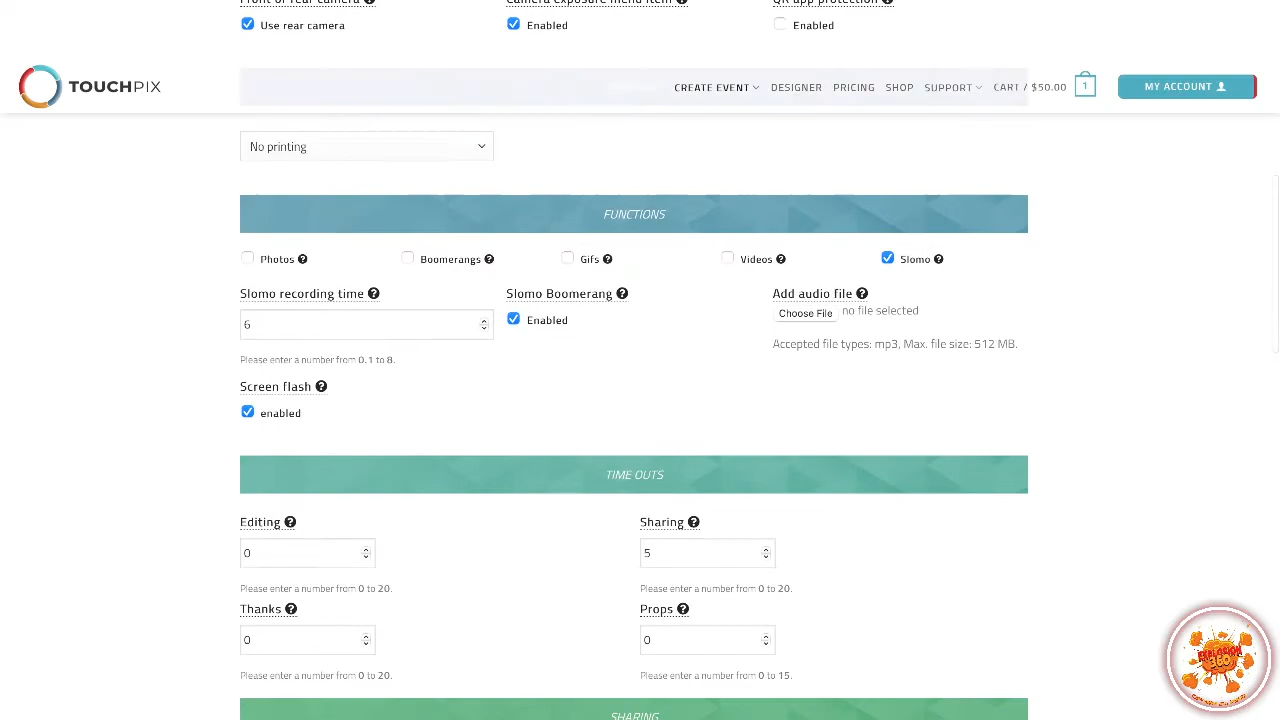 Front or rear camera
Camera exposure menu item
QR app protection
Use rear camera
Enabled
Enabled
TOUCHPIX
CREATE EVENT
DESIGNER
PRICING
SHOP
SUPPORT
CART / $50.00
1
MY ACCOUNT
No printing
FUNCTIONS
Photos
Boomerangs
Gifs
Videos
Slomo
Slomo recording time
Slomo Boomerang
Add audio file
6
Enabled
Choose File
no file selected
Please enter a number from 0.1 to 8.
Accepted file types: mp3, Max. file size: 512 MB.
Screen flash
enabled
TIME OUTS
Editing
Sharing
0
5
Please enter a number from 0 to 20.
Please enter a number from 0 to 20.
Thanks
Props
0
0
Please enter a number from 0 to 20.
Please enter a number from 0 to 15.
SHARING
EXPLOSION
360